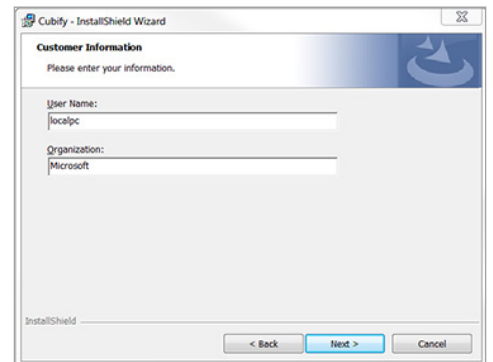 Cubify - InstallShield Wizard
Customer Information
Please enter your information.
User Name:
localpc
Organization:
Microsoft
InstallShield
< Back Next > Cancel